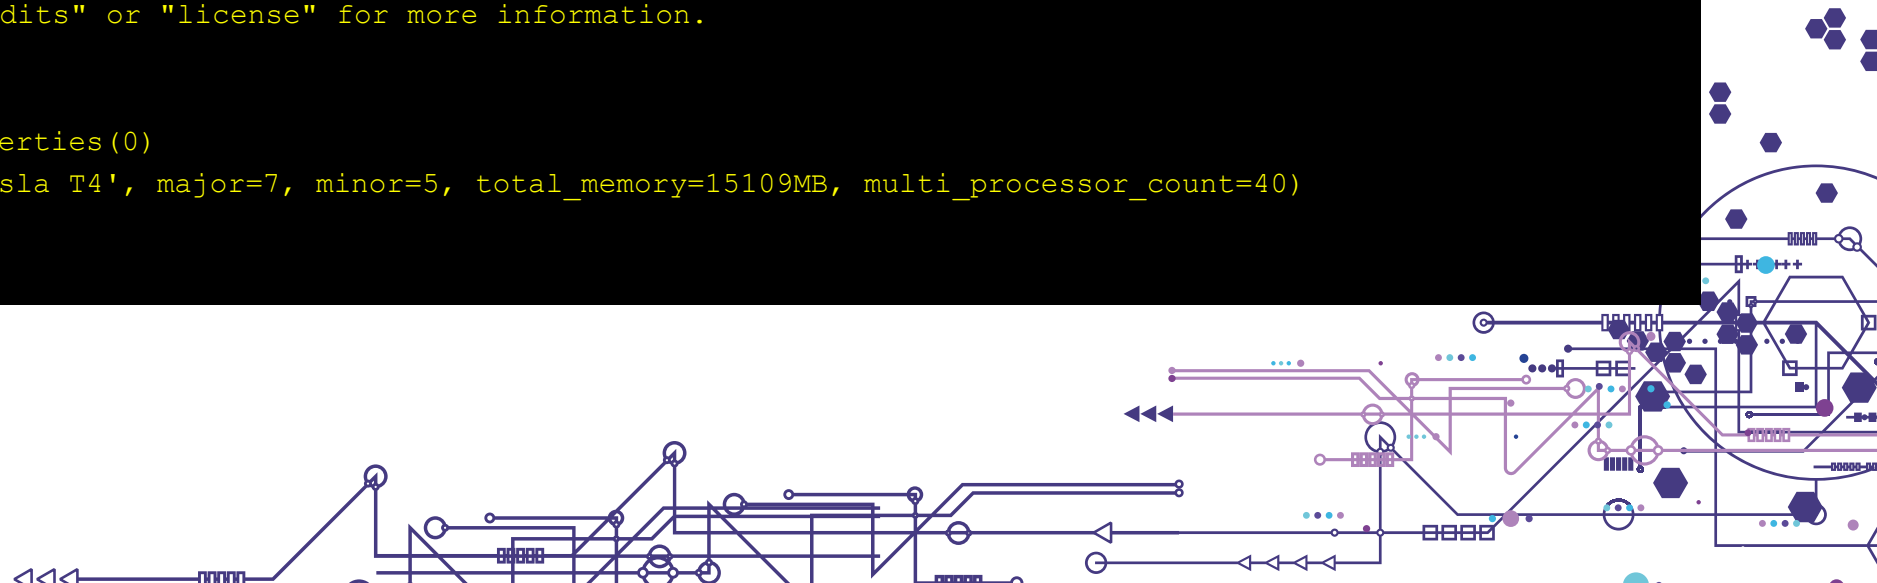 dits" or "license" for more information.
erties(0)
sla T4', major=7, minor=5, total_memory=15109MB, multi_processor_count=40)